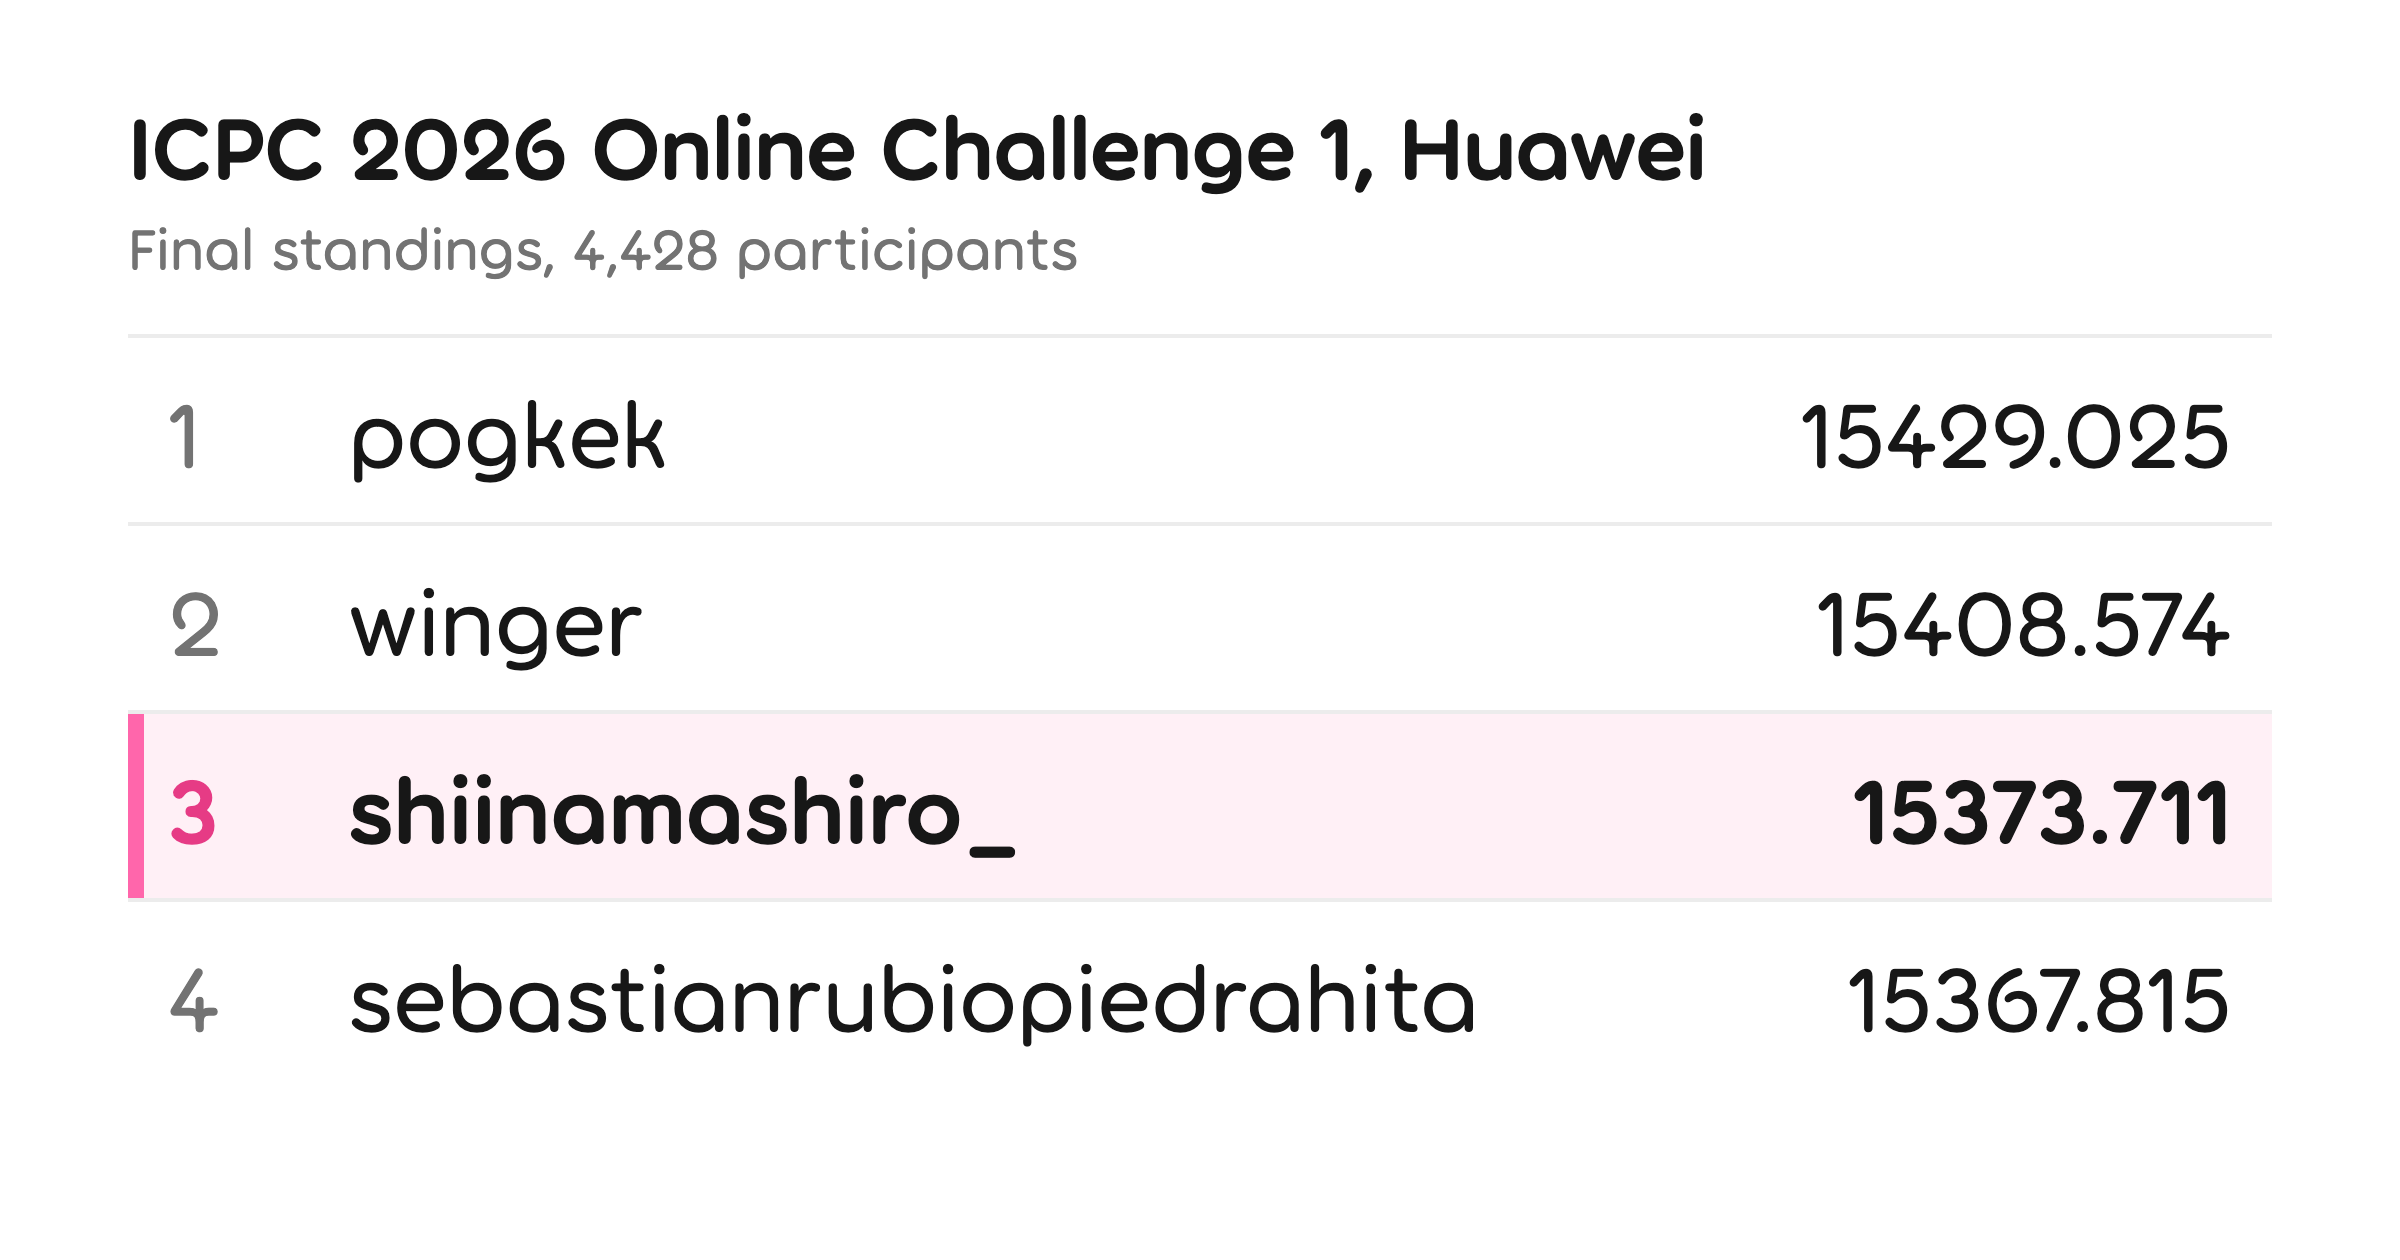 ICPC 2026 Online Challenge 1, Huawei
Final standings, 4,428 participants
1 pogkek 15429.025
2 winger 15408.574
3 shiinamashiro_ 15373.711
4 sebastianrubiopiedrahita 15367.815